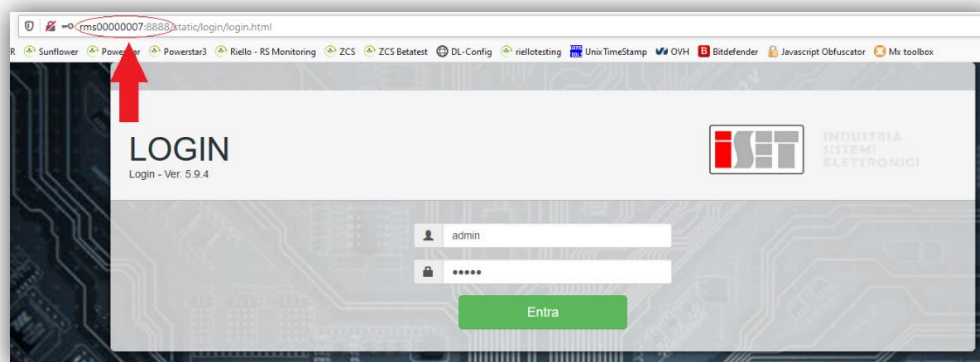 rms00000007:8888/static/login/login.html
R Sunflower Powerstar Powerstar3 Riello - RS Monitoring ZCS ZCS Betatest DL-Config riellotesting UnixTimeStamp OVH B Bitdefender Javascript Obfuscator Mx toolbox
LOGIN
Login - Ver. 5.9.4
iSET
INDUSTRIA
SISTEMI
ELETTRONICI
admin
•••••
Entra